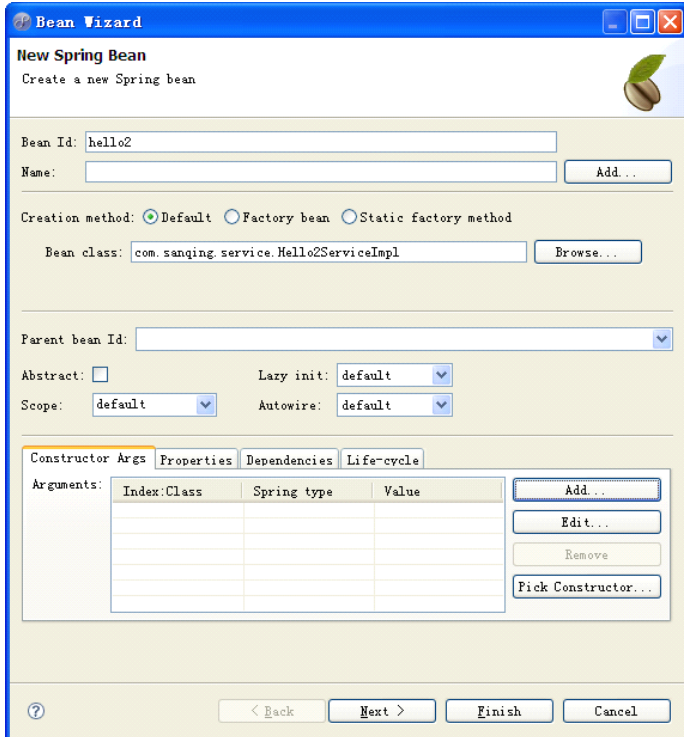 Bean Wizard
New Spring Bean
Create a new Spring bean
Bean Id: hello2
Name: Add...
Creation method: Default Factory bean Static factory method
Bean class: com.sanqing.service.Hello2ServiceImpl Browse...
Parent bean Id:
Abstract: Lazy init: default
Scope: default Autowire: default
Constructor Args Properties Dependencies Life-cycle
Arguments: Index:Class Spring type Value Add...
Edit...
Remove
Pick Constructor...
? < Back Next > Finish Cancel